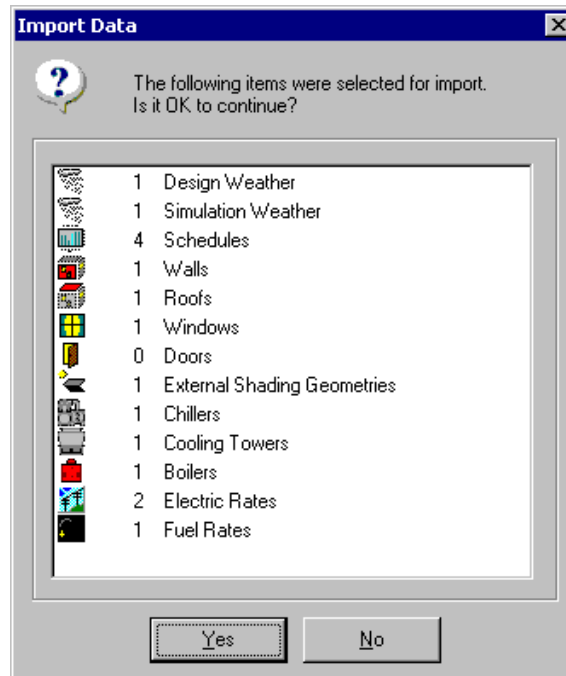 Import Data
The following items were selected for import.
Is it OK to continue?
1 Design Weather
1 Simulation Weather
4 Schedules
1 Walls
1 Roofs
1 Windows
0 Doors
1 External Shading Geometries
1 Chillers
1 Cooling Towers
1 Boilers
2 Electric Rates
1 Fuel Rates
Yes No